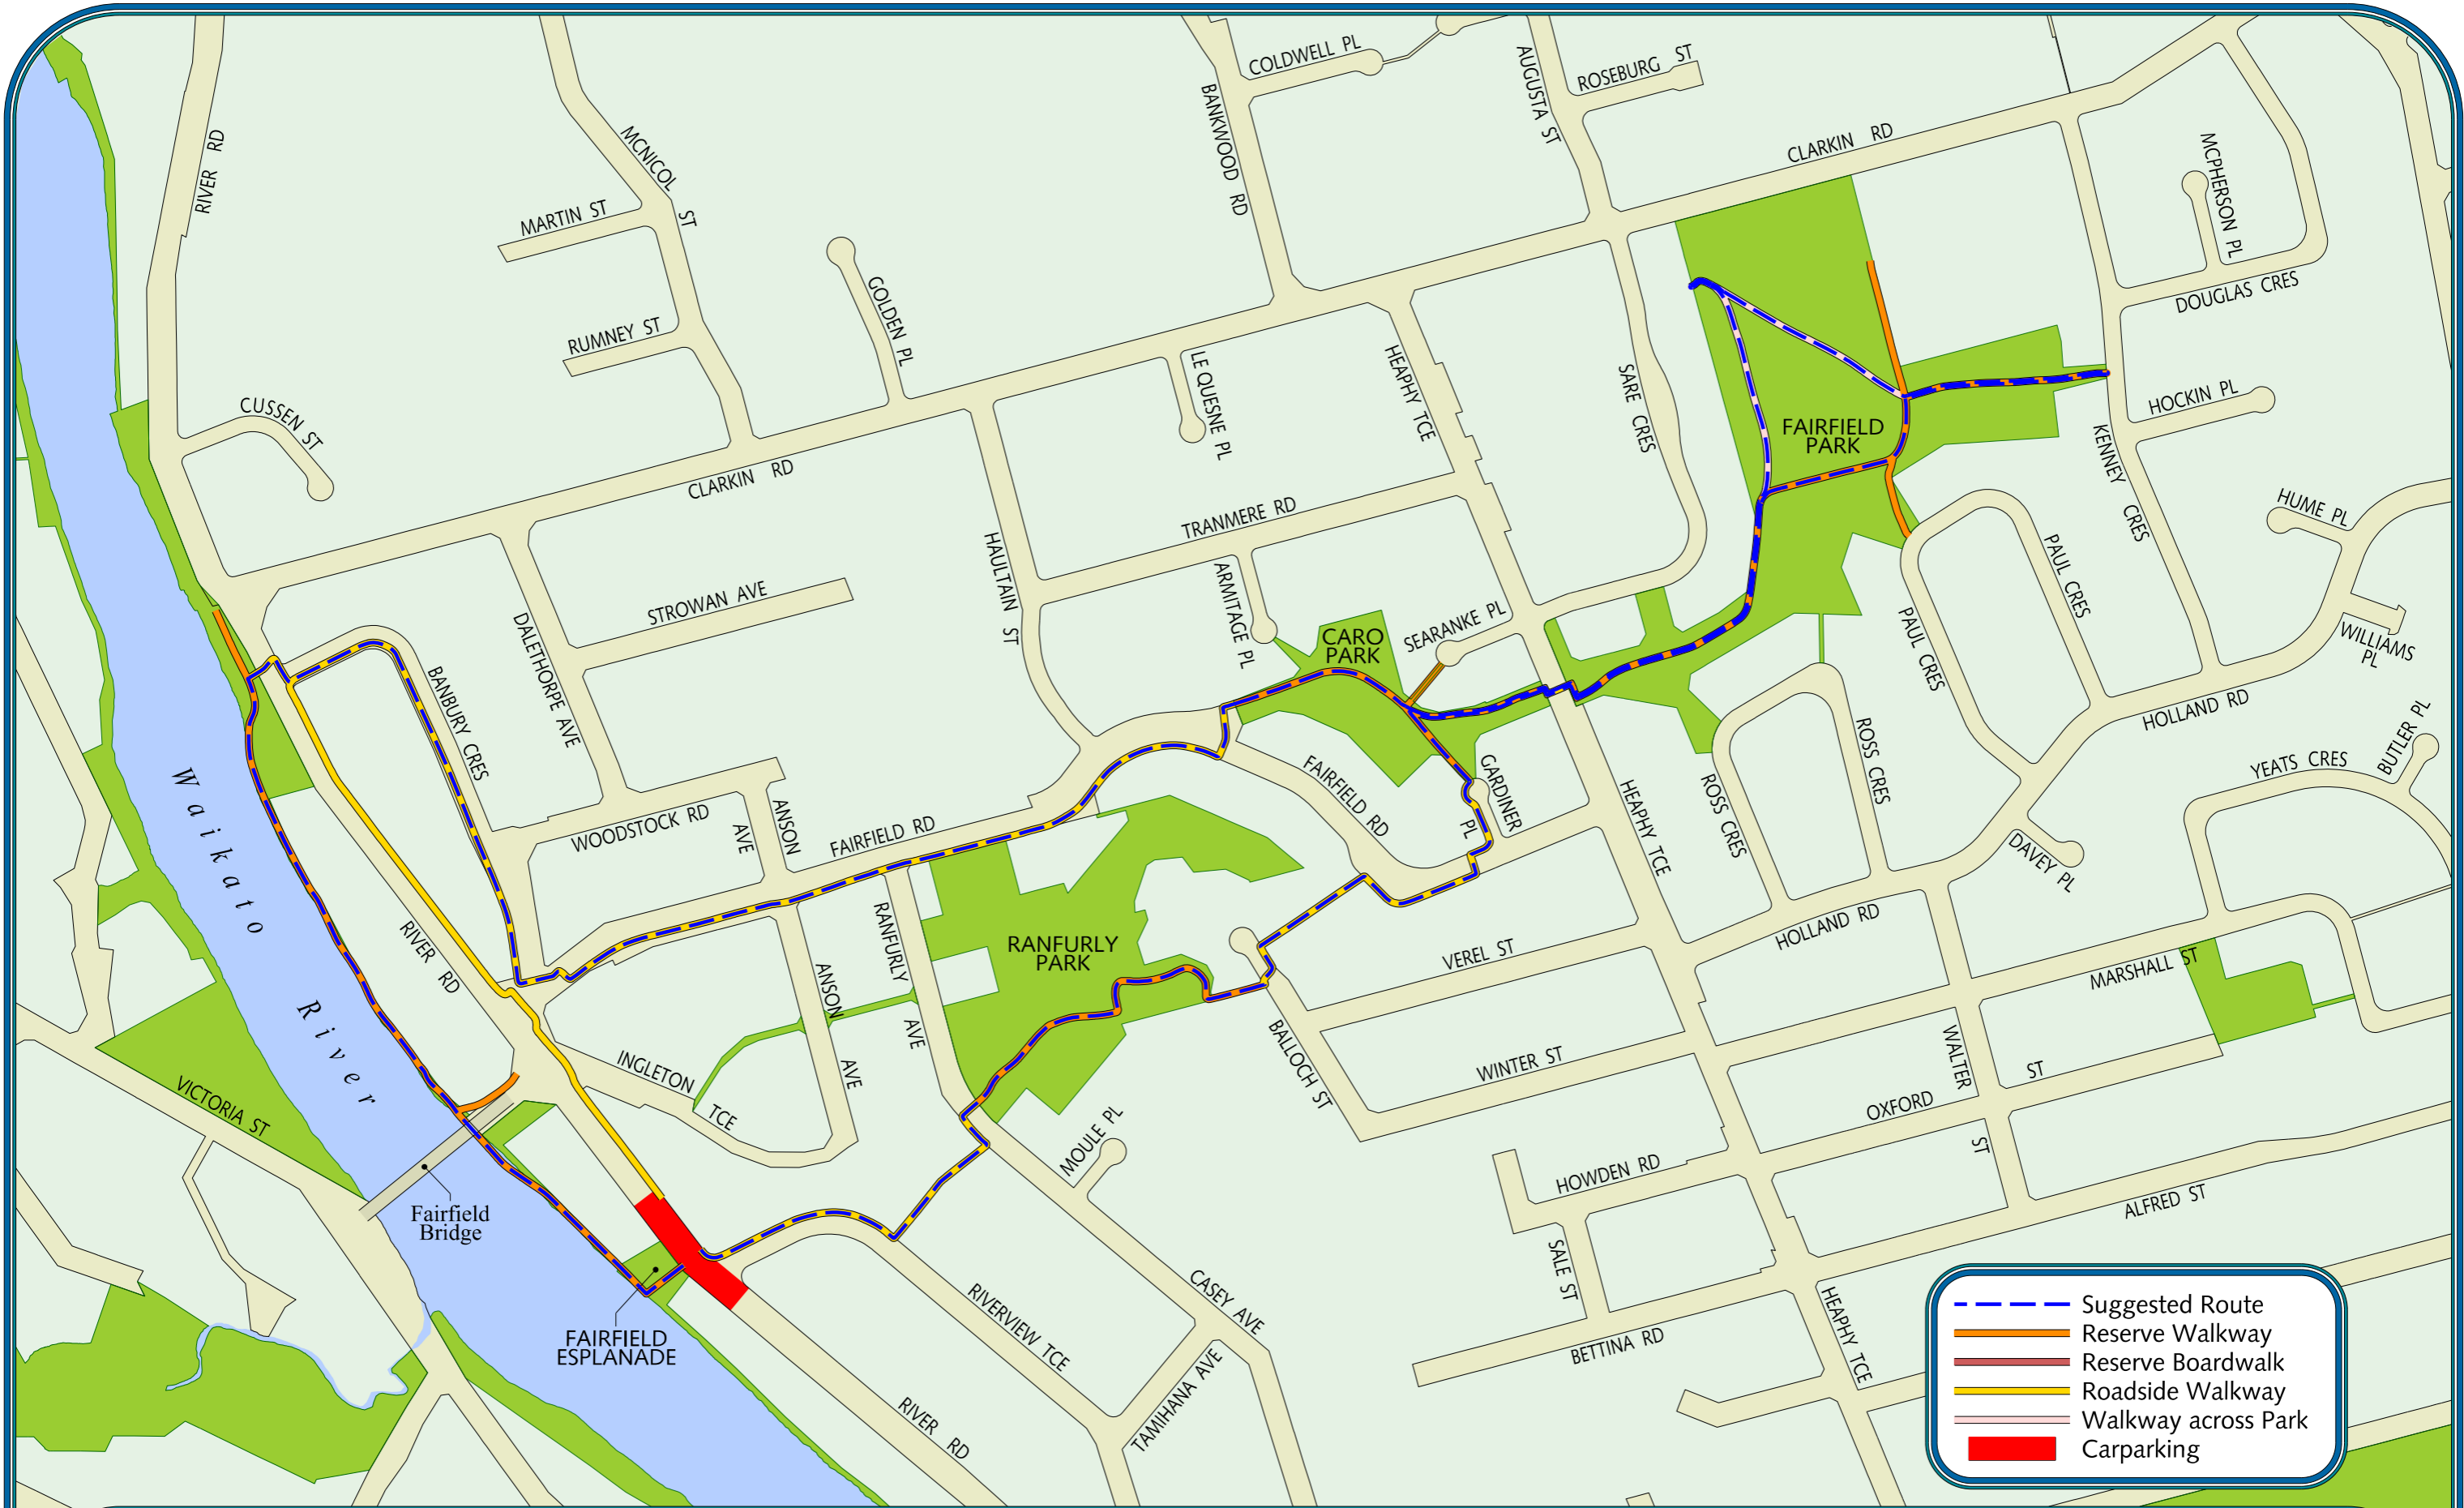 COLDWELL PL
ROSEBURG ST
AUGUSTA ST
BANKWOOD RD
CLARKIN RD
MCPHERSON PL
RIVER RD
MCNICOL ST
MARTIN ST
GOLDEN PL
DOUGLAS CRES
RUMNEY ST
LE QUESNE PL
HEAPHY TCE
SARE CRES
HOCKIN PL
CUSSEN ST
FAIRFIELD
PARK
KENNEY CRES
CLARKIN RD
TRANMERE RD
HUME PL
HAULTAIN ST
ARMITAGE PL
PAUL CRES
STROWAN AVE
DALETHORPE AVE
CARO
PARK
SEARANKE PL
PAUL CRES
WILLIAMS
PL
BANBURY CRES
HOLLAND RD
BUTLER PL
YEATS CRES
ROSS CRES
ROSS CRES
Waikato River
FAIRFIELD RD
GARDINER PL
HEAPHY TCE
WOODSTOCK RD
ANSON AVE
FAIRFIELD RD
DAVEY PL
RANFURLY AVE
HOLLAND RD
RIVER RD
RANFURLY
PARK
VEREL ST
MARSHALL ST
ANSON AVE
BALLOCH ST
WINTER ST
WALTER ST
INGLETON TCE
VICTORIA ST
OXFORD ST
MOULE PL
HOWDEN RD
ALFRED ST
Fairfield
Bridge
SALE ST
CASEY AVE
RIVERVIEW TCE
FAIRFIELD
ESPLANADE
BETTINA RD
HEAPHY TCE
TAMIHANA AVE
RIVER RD
Suggested Route
Reserve Walkway
Reserve Boardwalk
Roadside Walkway
Walkway across Park
Carparking